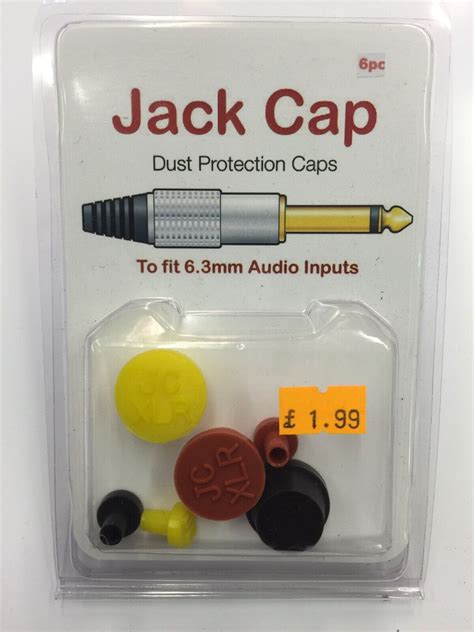 6pc
Jack Cap
Dust Protection Caps
To fit 6.3mm Audio Inputs
JC
XLR
£ 1.99
JC
XLR